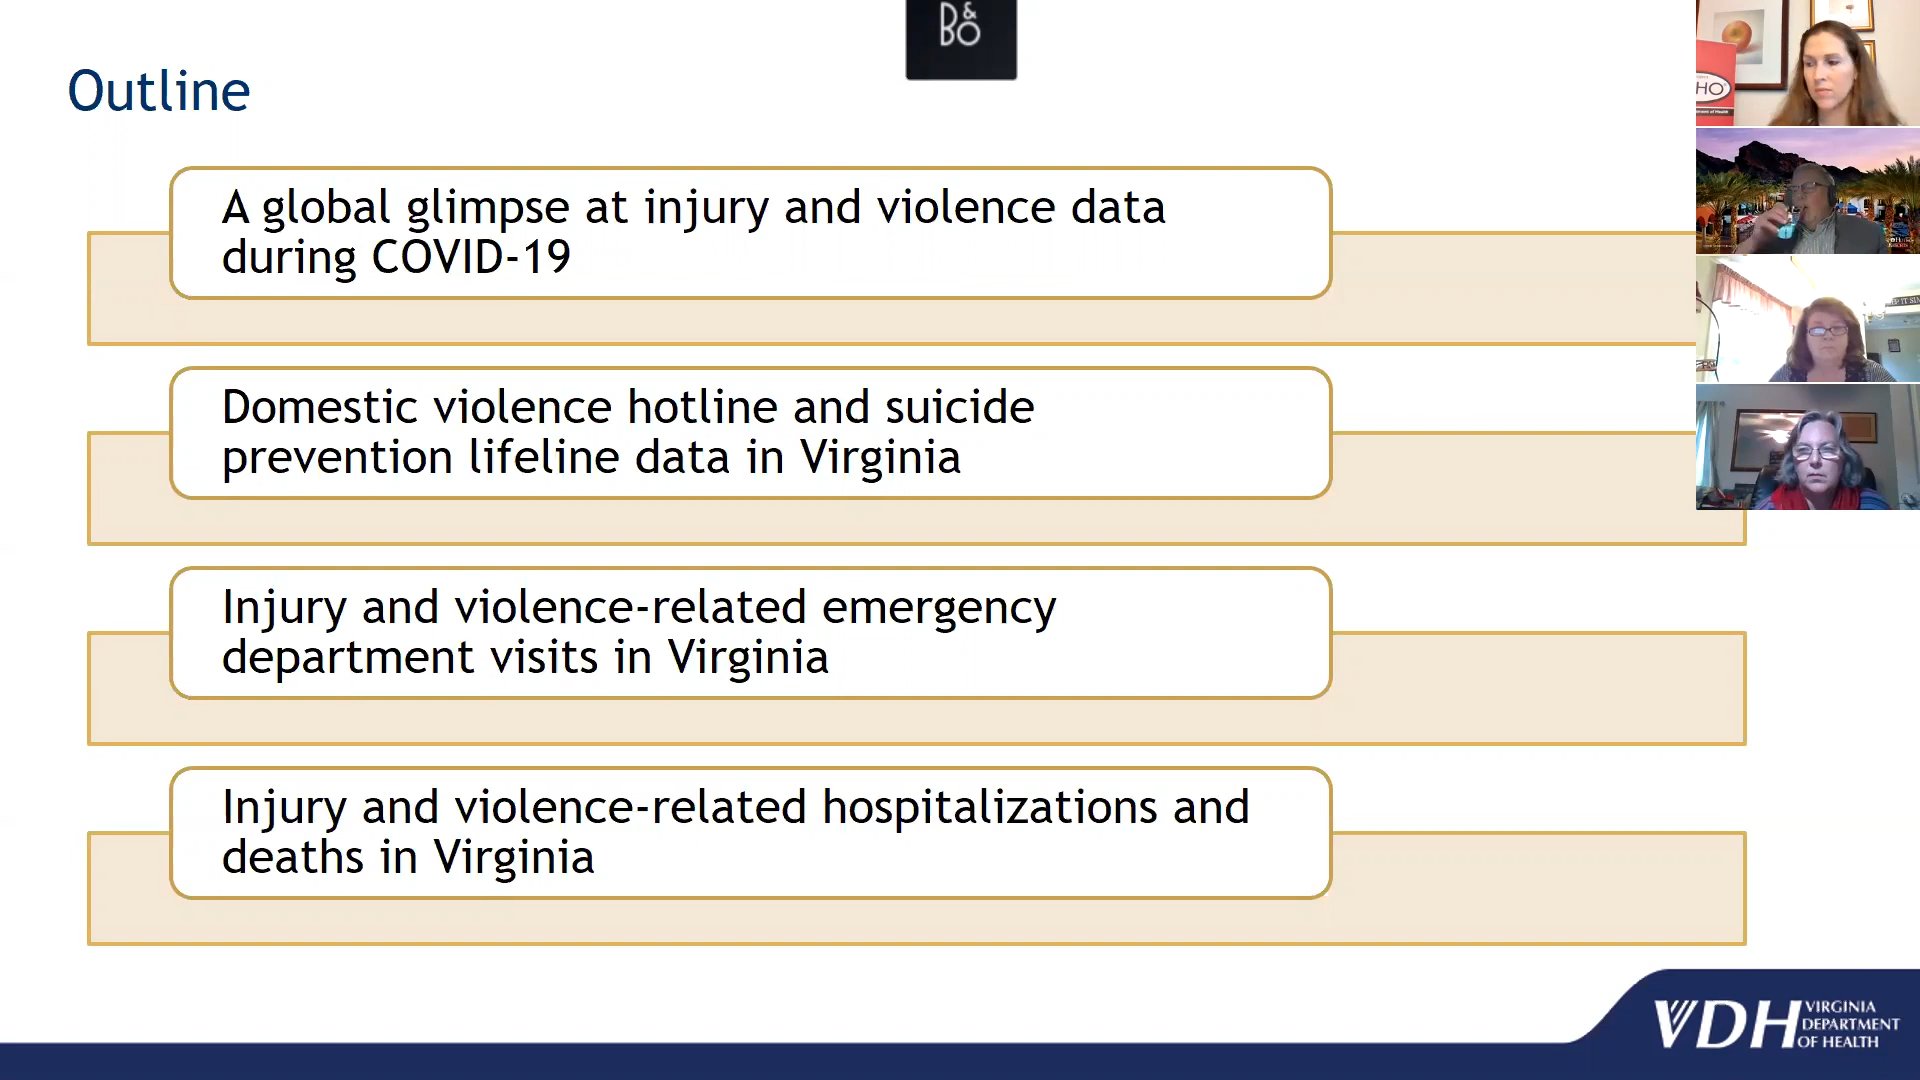 B&O
Outline
A global glimpse at injury and violence data
during COVID-19
Domestic violence hotline and suicide
prevention lifeline data in Virginia
Injury and violence-related emergency
department visits in Virginia
Injury and violence-related hospitalizations and
deaths in Virginia
HO
VDH VIRGINIA
DEPARTMENT
OF HEALTH